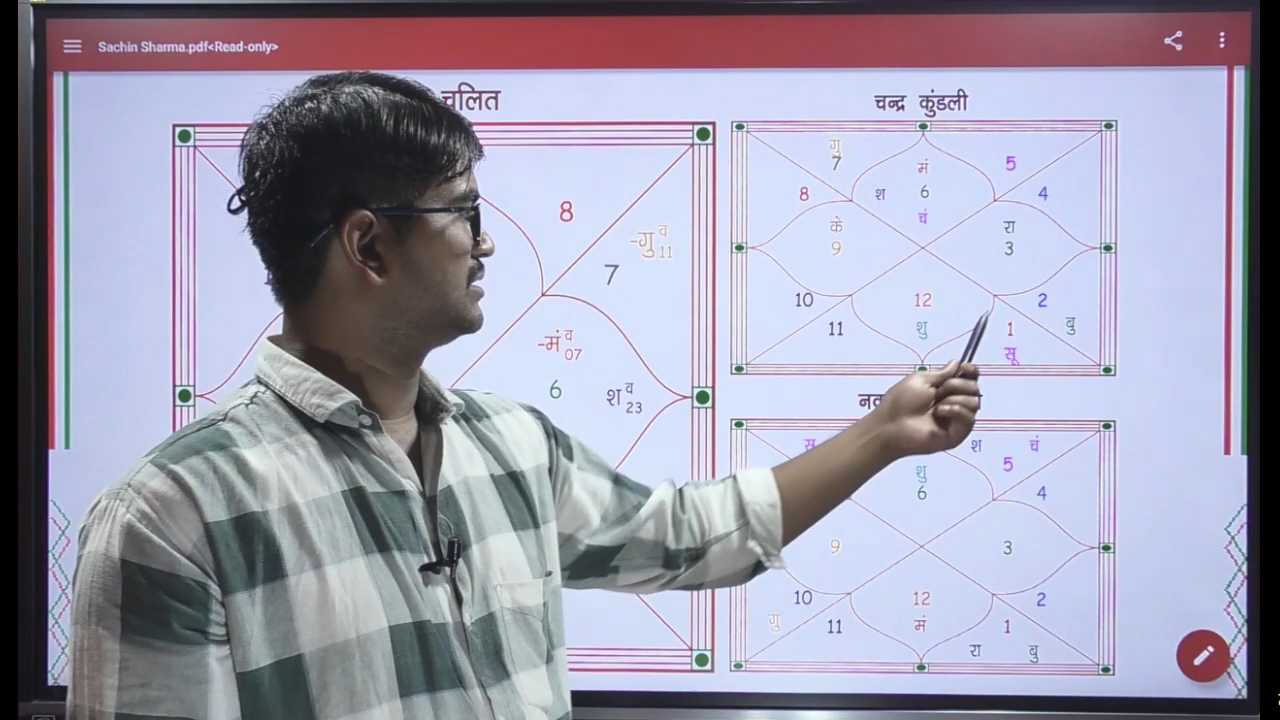 Sachin Sharma.pdf<Read-only>
चलित
8
-गु व 11
7
-मं व 07
6
श व 23
चन्द्र कुंडली
गु
7
मं
5
8
श
6
4
चं
के
रा
9
3
10
12
2
11
शु
1
बु
सू
श
चं
शु
5
6
4
9
3
10
12
2
गु
11
मं
1
रा
बु